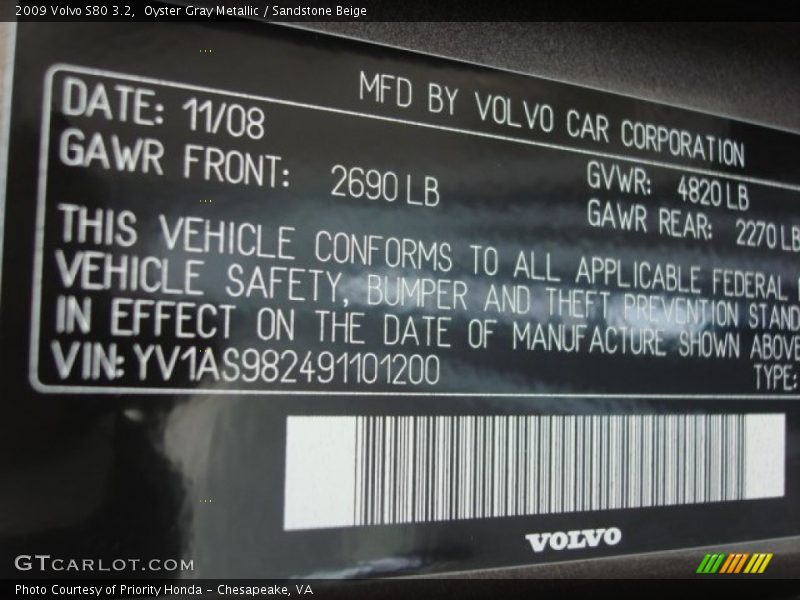 2009 Volvo S80 3.2, Oyster Gray Metallic / Sandstone Beige
MFD BY VOLVO CAR CORPORATION
DATE: 11/08
GAWR FRONT: 2690 LB
GVWR: 4820 LB
GAWR REAR: 2270 LB
THIS VEHICLE CONFORMS TO ALL APPLICABLE FEDERAL
VEHICLE SAFETY, BUMPER AND THEFT PREVENTION STAND
IN EFFECT ON THE DATE OF MANUFACTURE SHOWN ABOVE
VIN: YV1AS982491101200
TYPE:
VOLVO
GTCARLOT.COM
Photo Courtesy of Priority Honda - Chesapeake, VA